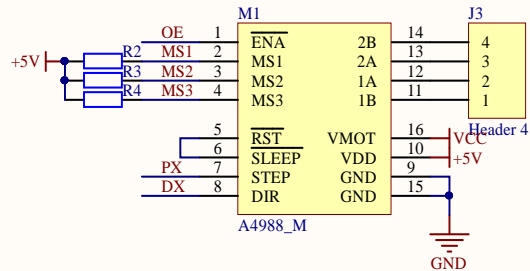 M1 J3
OE 1 ENA 2B 14 4
+5V R2 MS1 2 MS1 2A 13 3
R3 MS2 3 MS2 1A 12 2
R4 MS3 4 MS3 1B 11 1
Header 4
5 RST VMOT 16 VCC
6 SLEEP VDD 10 +5V
PX 7 STEP GND 9
DX 8 DIR GND 15
A4988_M
GND